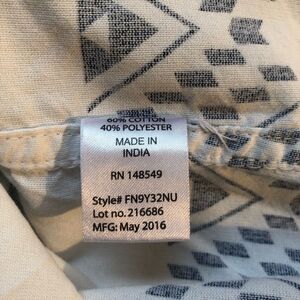 60% COTTON
40% POLYESTER
MADE IN
INDIA
RN 148549
Style# FN9Y32NU
Lot no. 216686
MFG: May 2016